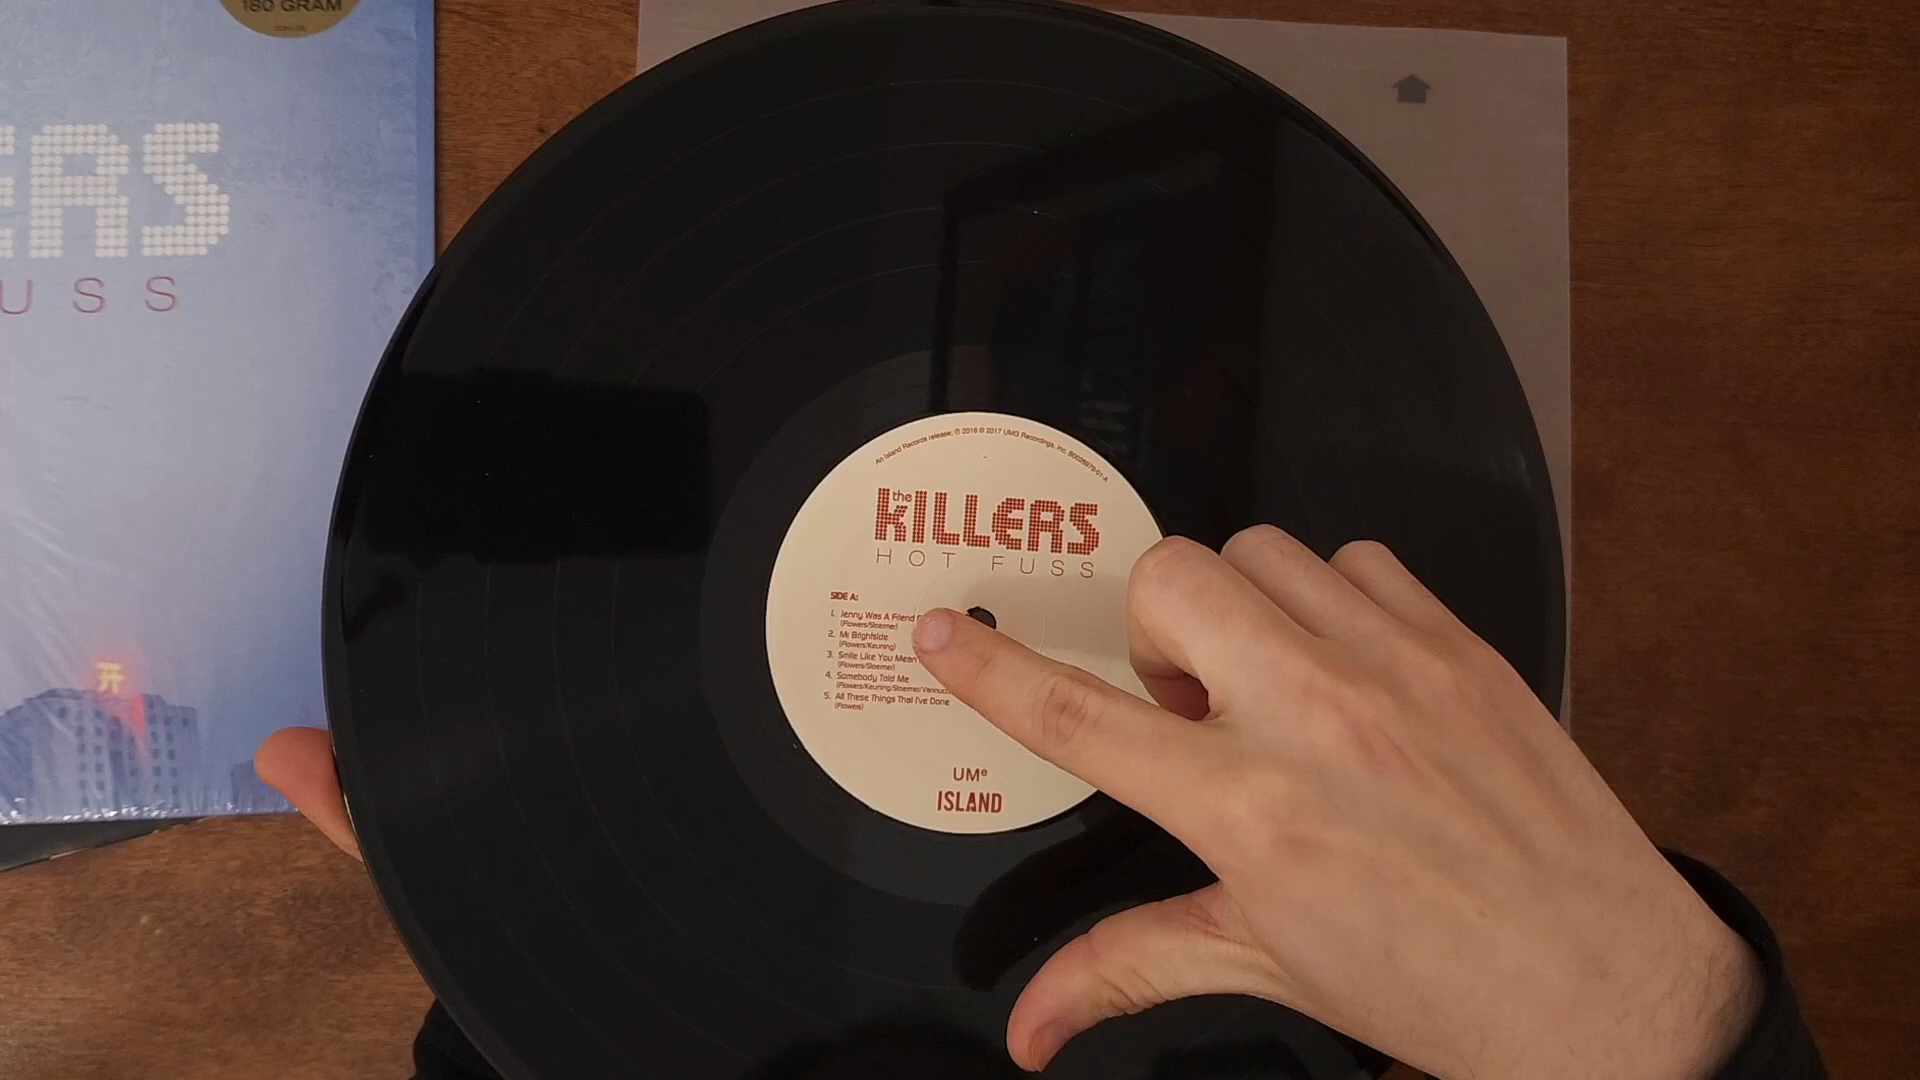 180 GRAM
ERS
USS
An Island Records release; ℗ 2016 © 2017 UMG Recordings, Inc. B0026979-01-A
the
KILLERS
HOT FUSS
SIDE A:
1. Jenny Was A Friend
(Flowers/Stoermer)
2. Mr Brightside
(Flowers/Keuning)
3. Smile Like You Mean
(Flowers/Stoermer)
4. Somebody Told Me
(Flowers/Keuning/Stoermer/Vannucci
5. All These Things That I've Done
(Flowers)
UMe
ISLAND